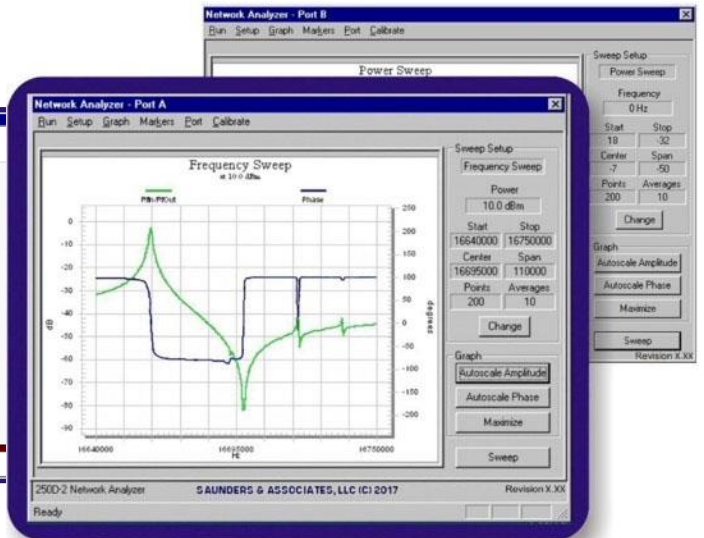 Network Analyzer - Port B
Run Setup Graph Markers Port Calibrate
Power Sweep
Sweep Setup
Power Sweep
Frequency
0 Hz
Start Stop
18 -32
Center Span
-7 -50
Points Averages
200 10
Change
Graph
Autoscale Amplitude
Autoscale Phase
Maximize
Sweep
Revision X.XX
Network Analyzer - Port A
Run Setup Graph Markers Port Calibrate
Frequency Sweep
at 10.0 dBm
Phase
0
-10
-20
-30
-40
-50
-60
-70
-80
-90
dB
250
200
150
100
50
0
-50
-100
-150
-200
degrees
16640000 16695000 16750000
Hz
Sweep Setup
Frequency Sweep
Power
10.0 dBm
Start Stop
16640000 16750000
Center Span
16695000 110000
Points Averages
200 10
Change
Graph
Autoscale Amplitude
Autoscale Phase
Maximize
Sweep
250D-2 Network Analyzer SAUNDERS & ASSOCIATES, LLC (C) 2017 Revision X.XX
Ready